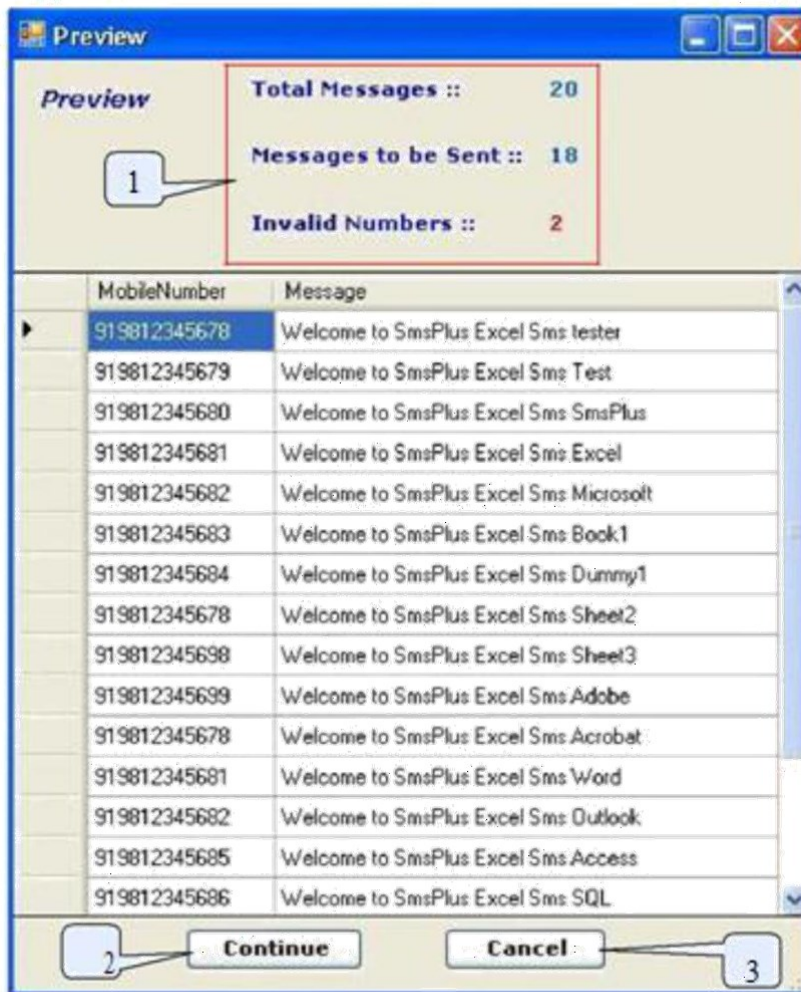 Preview
Preview
Total Messages :: 20
1
Messages to be Sent :: 18
Invalid Numbers :: 2
MobileNumber Message
919812345678 Welcome to SmsPlus Excel Sms tester
919812345679 Welcome to SmsPlus Excel Sms Test
919812345680 Welcome to SmsPlus Excel Sms SmsPlus
919812345681 Welcome to SmsPlus Excel Sms Excel
919812345682 Welcome to SmsPlus Excel Sms Microsoft
919812345683 Welcome to SmsPlus Excel Sms Book1
919812345684 Welcome to SmsPlus Excel Sms Dummy1
919812345678 Welcome to SmsPlus Excel Sms Sheet2
919812345698 Welcome to SmsPlus Excel Sms Sheet3
919812345699 Welcome to SmsPlus Excel Sms Adobe
919812345678 Welcome to SmsPlus Excel Sms Acrobat
919812345681 Welcome to SmsPlus Excel Sms Word
919812345682 Welcome to SmsPlus Excel Sms Outlook
919812345685 Welcome to SmsPlus Excel Sms Access
919812345686 Welcome to SmsPlus Excel Sms SQL
2 Continue Cancel 3